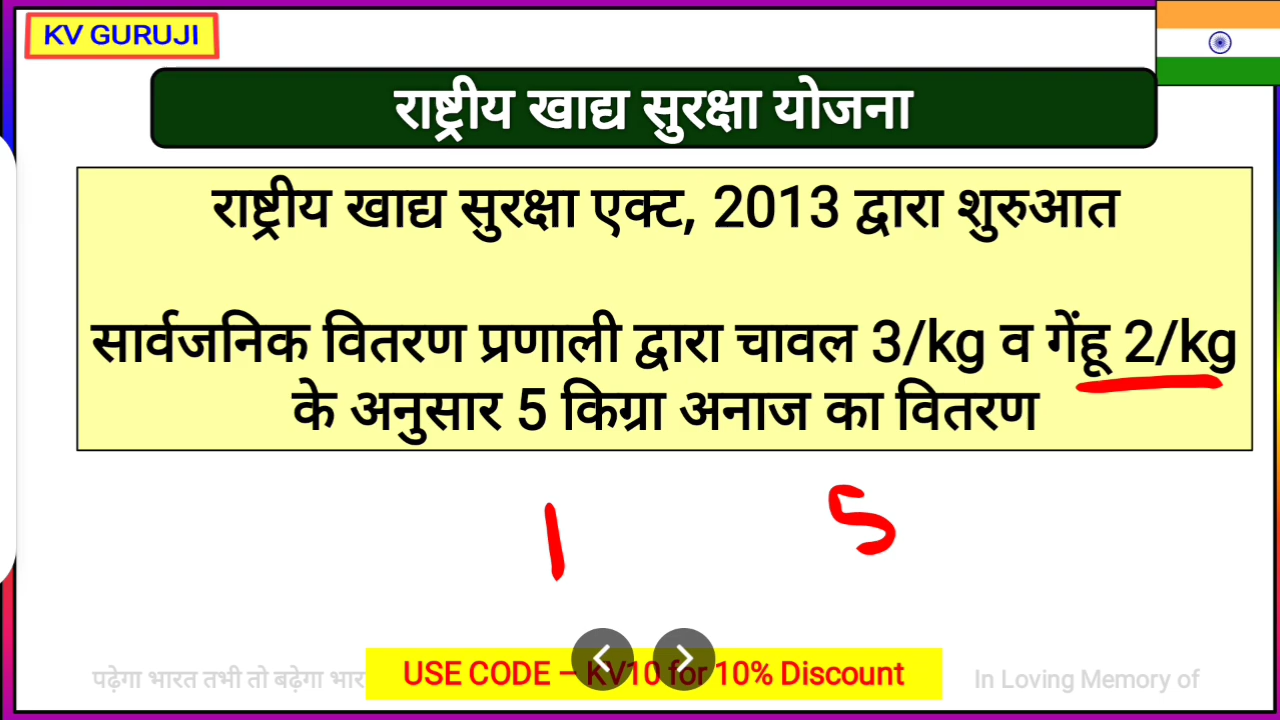 KV GURUJI
राष्ट्रीय खाद्य सुरक्षा योजना
राष्ट्रीय खाद्य सुरक्षा एक्ट, 2013 द्वारा शुरुआत
सार्वजनिक वितरण प्रणाली द्वारा चावल 3/kg व गेंहू 2/kg
के अनुसार 5 किग्रा अनाज का वितरण
1 5
पढ़ेगा भारत तभी तो बढ़ेगा भार
USE CODE – KV10 for 10% Discount
In Loving Memory of